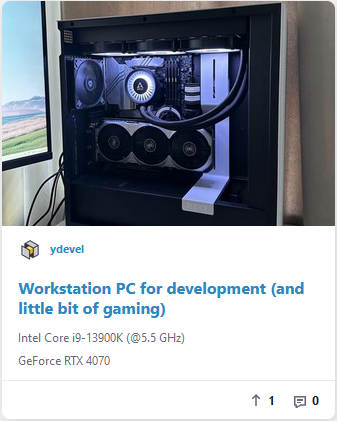 ydevel
Workstation PC for development (and
little bit of gaming)
Intel Core i9-13900K (@5.5 GHz)
GeForce RTX 4070
1 0